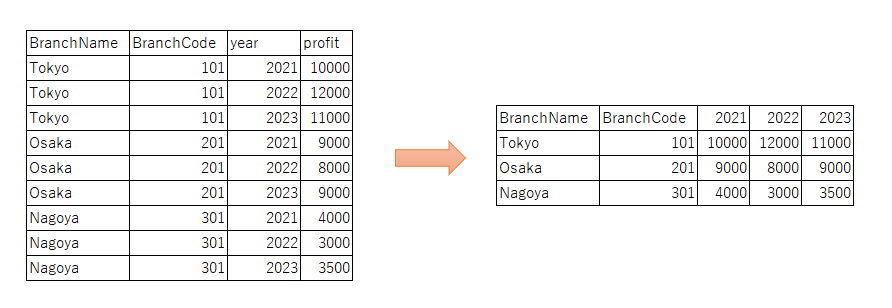 BranchName BranchCode year profit
Tokyo 101 2021 10000
Tokyo 101 2022 12000
Tokyo 101 2023 11000
Osaka 201 2021 9000
Osaka 201 2022 8000
Osaka 201 2023 9000
Nagoya 301 2021 4000
Nagoya 301 2022 3000
Nagoya 301 2023 3500
BranchName BranchCode 2021 2022 2023
Tokyo 101 10000 12000 11000
Osaka 201 9000 8000 9000
Nagoya 301 4000 3000 3500